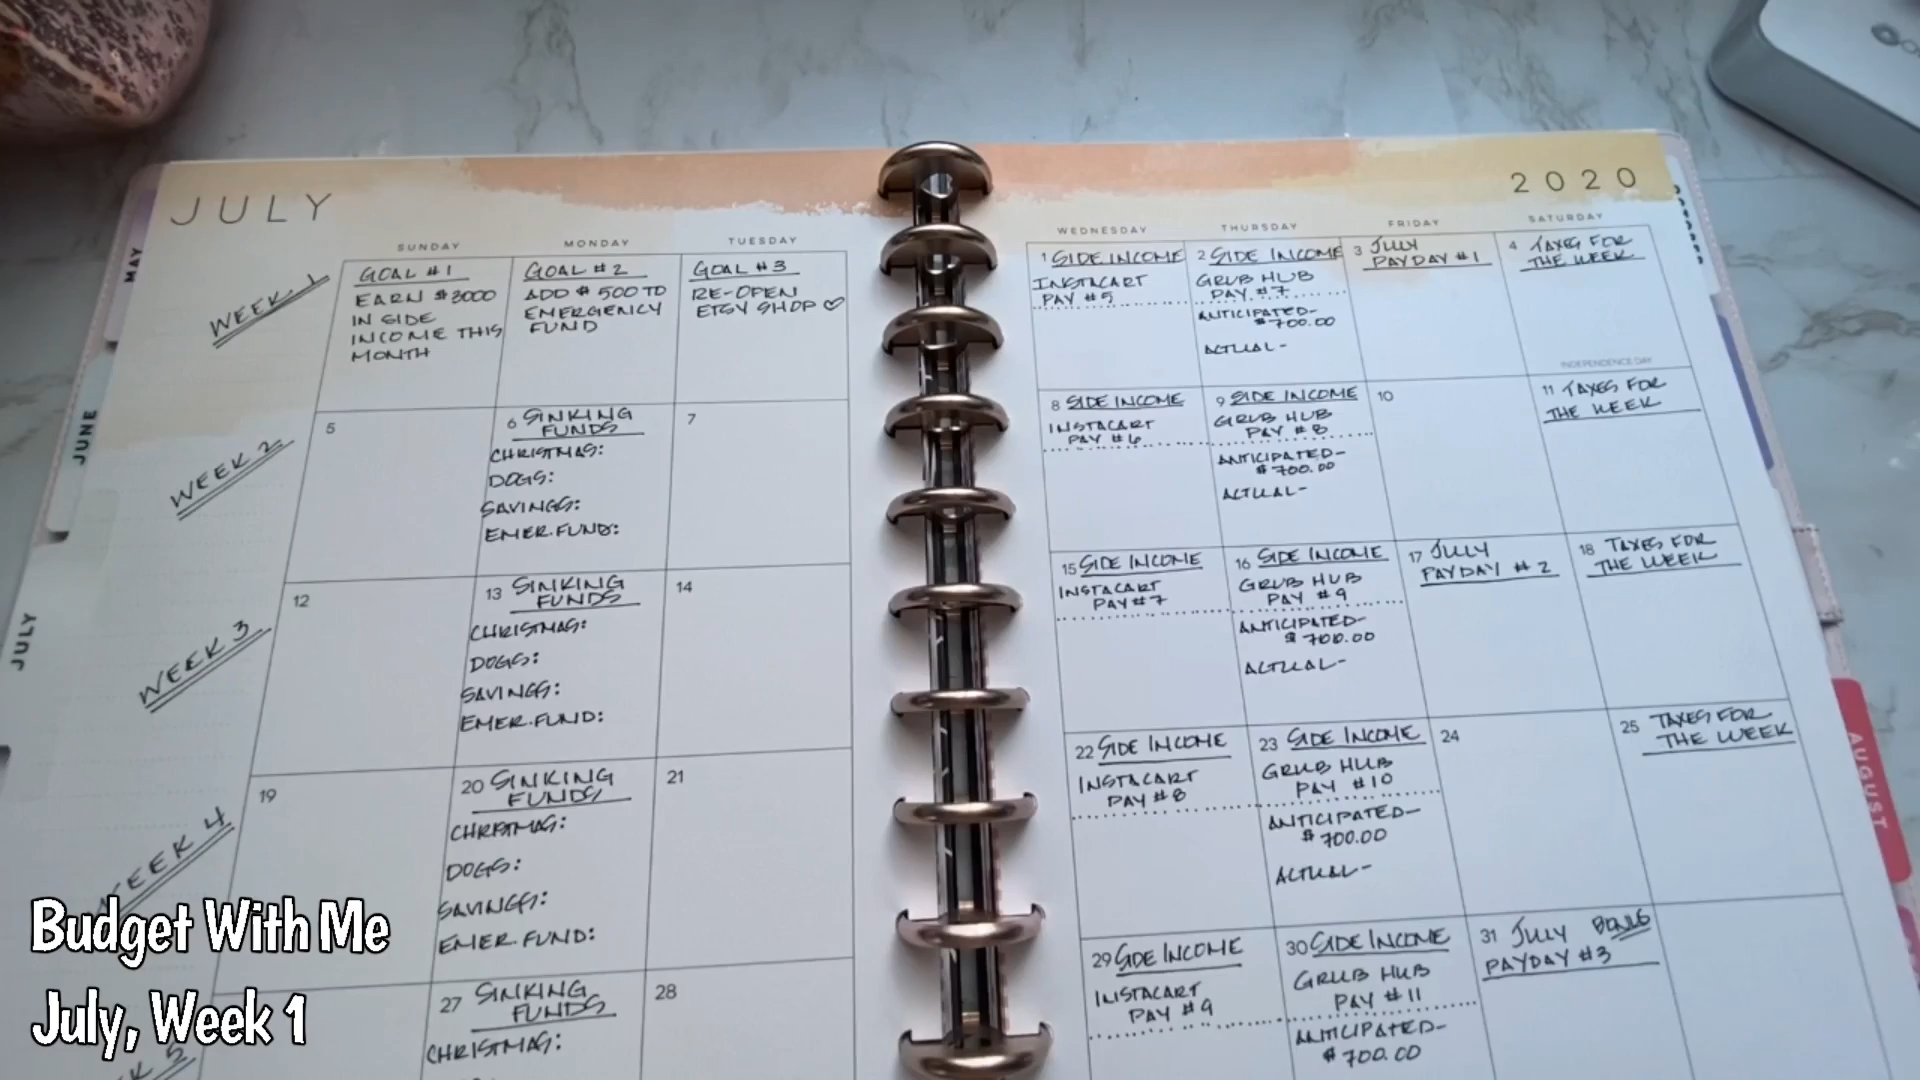 JULY
2020
SUNDAY
MONDAY
TUESDAY
WEDNESDAY
THURSDAY
FRIDAY
SATURDAY
MAY
JUNE
JULY
AUGUST
WEEK 1
GOAL #1
EARN $3000
IN SIDE
INCOME THIS
MONTH
GOAL #2
ADD $500 TO
EMERGENCY
FUND
GOAL #3
RE-OPEN
ETSY SHOP ♡
1 SIDE INCOME
INSTACART
PAY #5
2 SIDE INCOME
GRUB HUB
PAY #7
ANTICIPATED-
$700.00
ACTUAL-
3 JULY
PAYDAY #1
4 TAXES FOR
THE WEEK
INDEPENDENCE DAY
WEEK 2
5
6 SINKING
FUNDS
CHRISTMAS:
DOGS:
SAVINGS:
EMER.FUND:
7
8 SIDE INCOME
INSTACART
PAY #6
9 SIDE INCOME
GRUB HUB
PAY #8
ANTICIPATED-
$700.00
ACTUAL-
10
11 TAXES FOR
THE WEEK
WEEK 3
12
13 SINKING
FUNDS
CHRISTMAS:
DOGS:
SAVINGS:
EMER.FUND:
14
15 SIDE INCOME
INSTACART
PAY #7
16 SIDE INCOME
GRUB HUB
PAY #9
ANTICIPATED-
$700.00
ACTUAL-
17 JULY
PAYDAY #2
18 TAXES FOR
THE WEEK
WEEK 4
19
20 SINKING
FUNDS
CHRISTMAS:
DOGS:
SAVINGS:
EMER.FUND:
21
22 SIDE INCOME
INSTACART
PAY #8
23 SIDE INCOME
GRUB HUB
PAY #10
ANTICIPATED-
$700.00
ACTUAL-
24
25 TAXES FOR
THE WEEK
K 5
27 SINKING
FUNDS
CHRISTMAS:
28
29 SIDE INCOME
INSTACART
PAY #9
30 SIDE INCOME
GRUB HUB
PAY #11
ANTICIPATED-
$700.00
31 JULY BONUS
PAYDAY #3
Budget With Me
July, Week 1